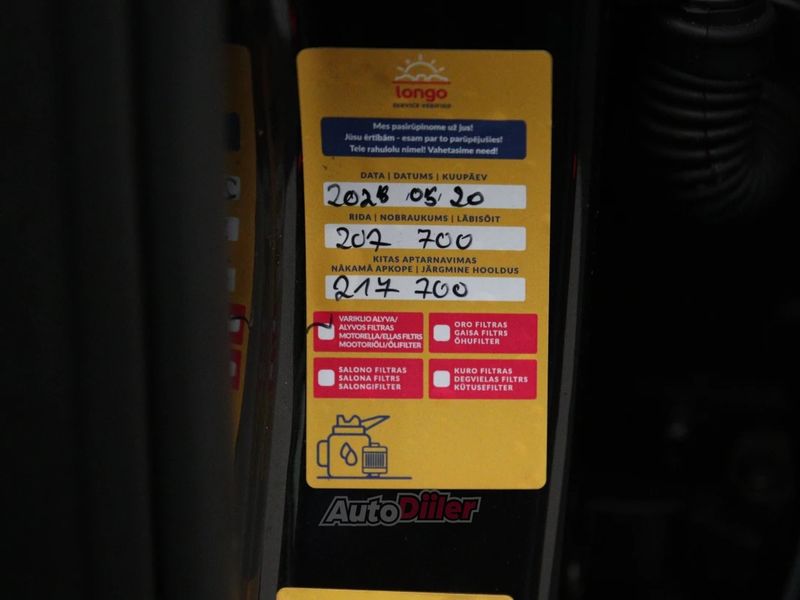 longo
SERVICE VERIFIED
Mes pasirūpinome už jus!
Jūsu ērtībām - esam par to parūpējušies!
Teie rahulolu nimel! Vahetasime need!
DATA | DATUMS | KUUPÄEV
05 20
RIDA | NOBRAUKUMS | LÄBISÕIT
207 700
KITAS APTARNAVIMAS
NĀKAMĀ APKOPE | JÄRGMINE HOOLDUS
217 700
VARIKLIO ALYVA/
ALYVOS FILTRAS
MOTORELLA/ELLAS FILTRS
MOOTORIÕLI/ÕLIFILTER
ORO FILTRAS
GAISA FILTRS
ÕHUFILTER
SALONO FILTRAS
SALONA FILTRS
SALONGIFILTER
KURO FILTRAS
DEGVIELAS FILTRS
KÜTUSEFILTER
AutoDiiler